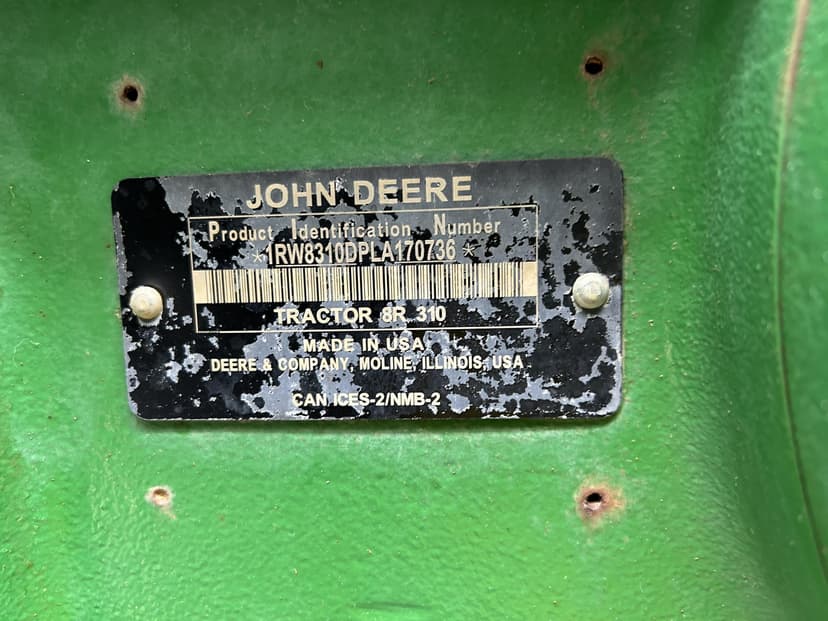 JOHN DEERE
Product Identification Number
*1RW8310DPLA170736*
TRACTOR 8R 310
MADE IN USA
DEERE & COMPANY, MOLINE, ILLINOIS, USA
CAN ICES-2/NMB-2